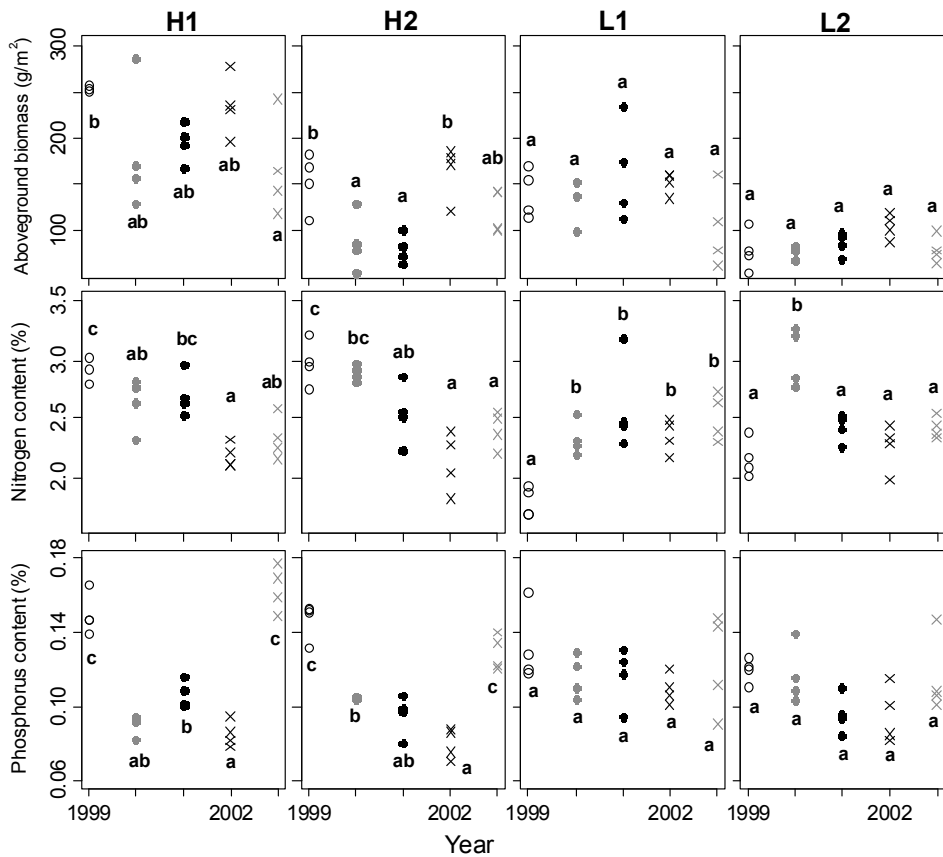 H1 H2 L1 L2
Aboveground biomass (g/m²)
300
200
100
b ab ab ab a
b a a b ab
a a a a a
a a a a a
Nitrogen content (%)
3.5
3.0
2.5
2.0
c ab bc a ab
c bc ab a a
a b b b b
a b a a a
Phosphorus content (%)
0.18
0.14
0.10
0.06
c ab b a c
c b ab a c
a a a a a
a a a a a
1999 2002 1999 2002 1999 2002 1999 2002
Year